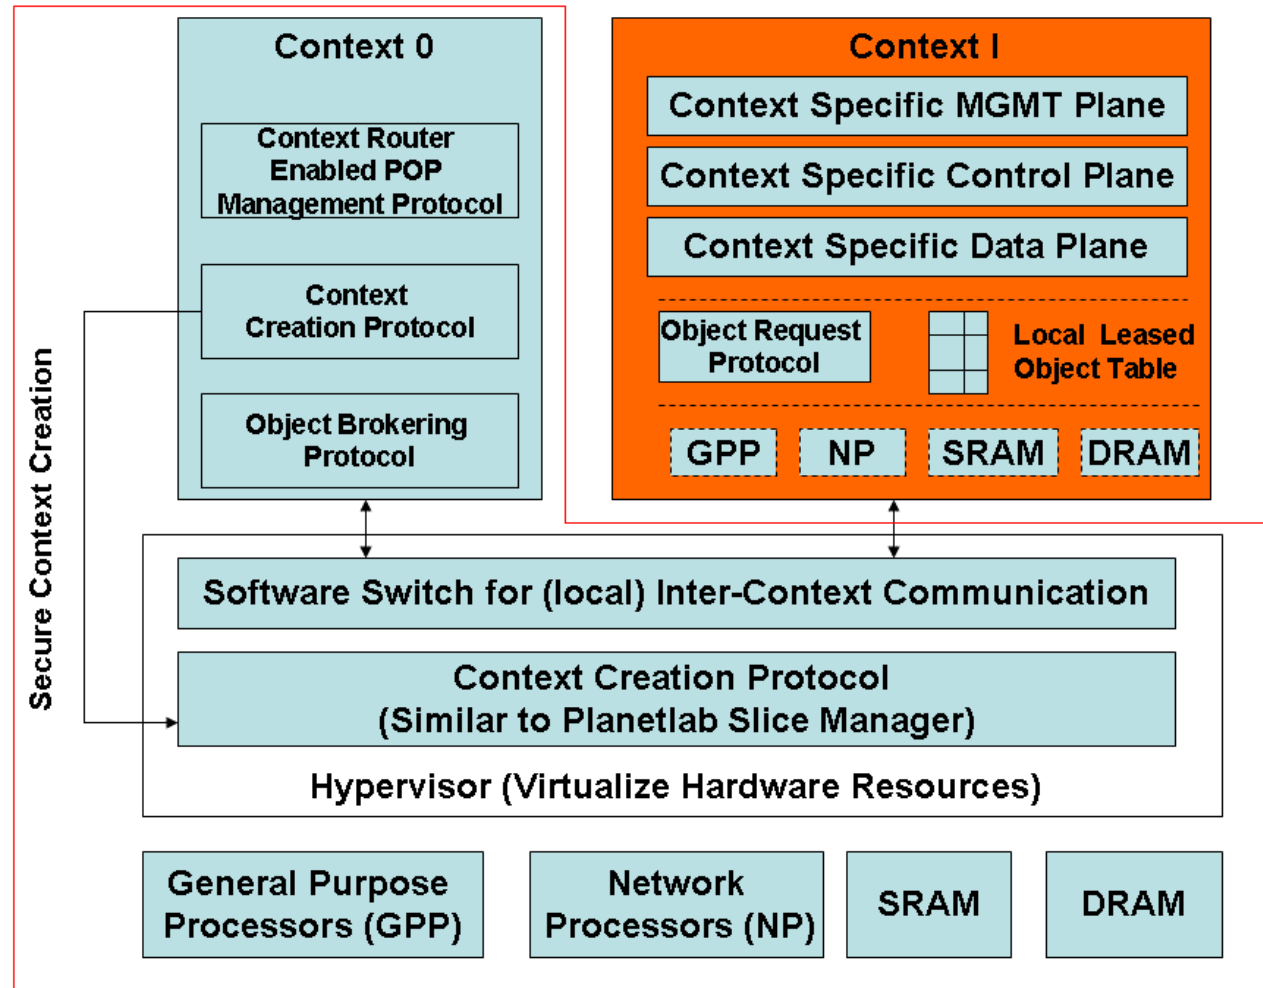 Context 0
Context Router
Enabled POP
Management Protocol
Context
Creation Protocol
Object Brokering
Protocol
Context I
Context Specific MGMT Plane
Context Specific Control Plane
Context Specific Data Plane
Object Request
Protocol
Local Leased
Object Table
GPP
NP
SRAM
DRAM
Secure Context Creation
Software Switch for (local) Inter-Context Communication
Context Creation Protocol
(Similar to Planetlab Slice Manager)
Hypervisor (Virtualize Hardware Resources)
General Purpose
Processors (GPP)
Network
Processors (NP)
SRAM
DRAM